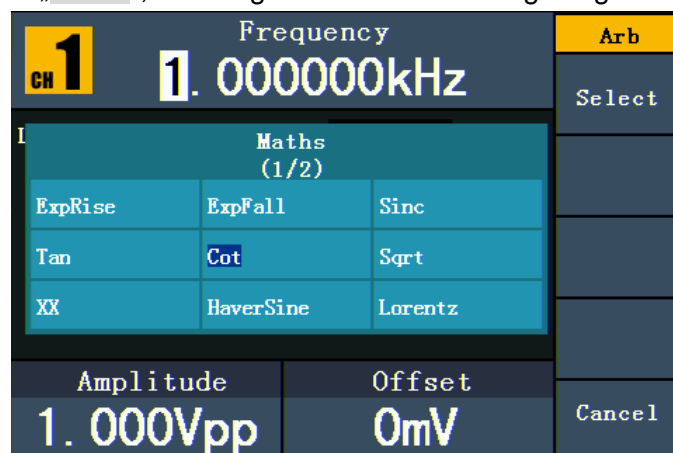 Frequency
CH 1
1.000000kHz
Arb
Select
Maths
(1/2)
ExpRise ExpFall Sinc
Tan Cot Sqrt
XX HaverSine Lorentz
Amplitude Offset
1.000Vpp 0mV
Cancel